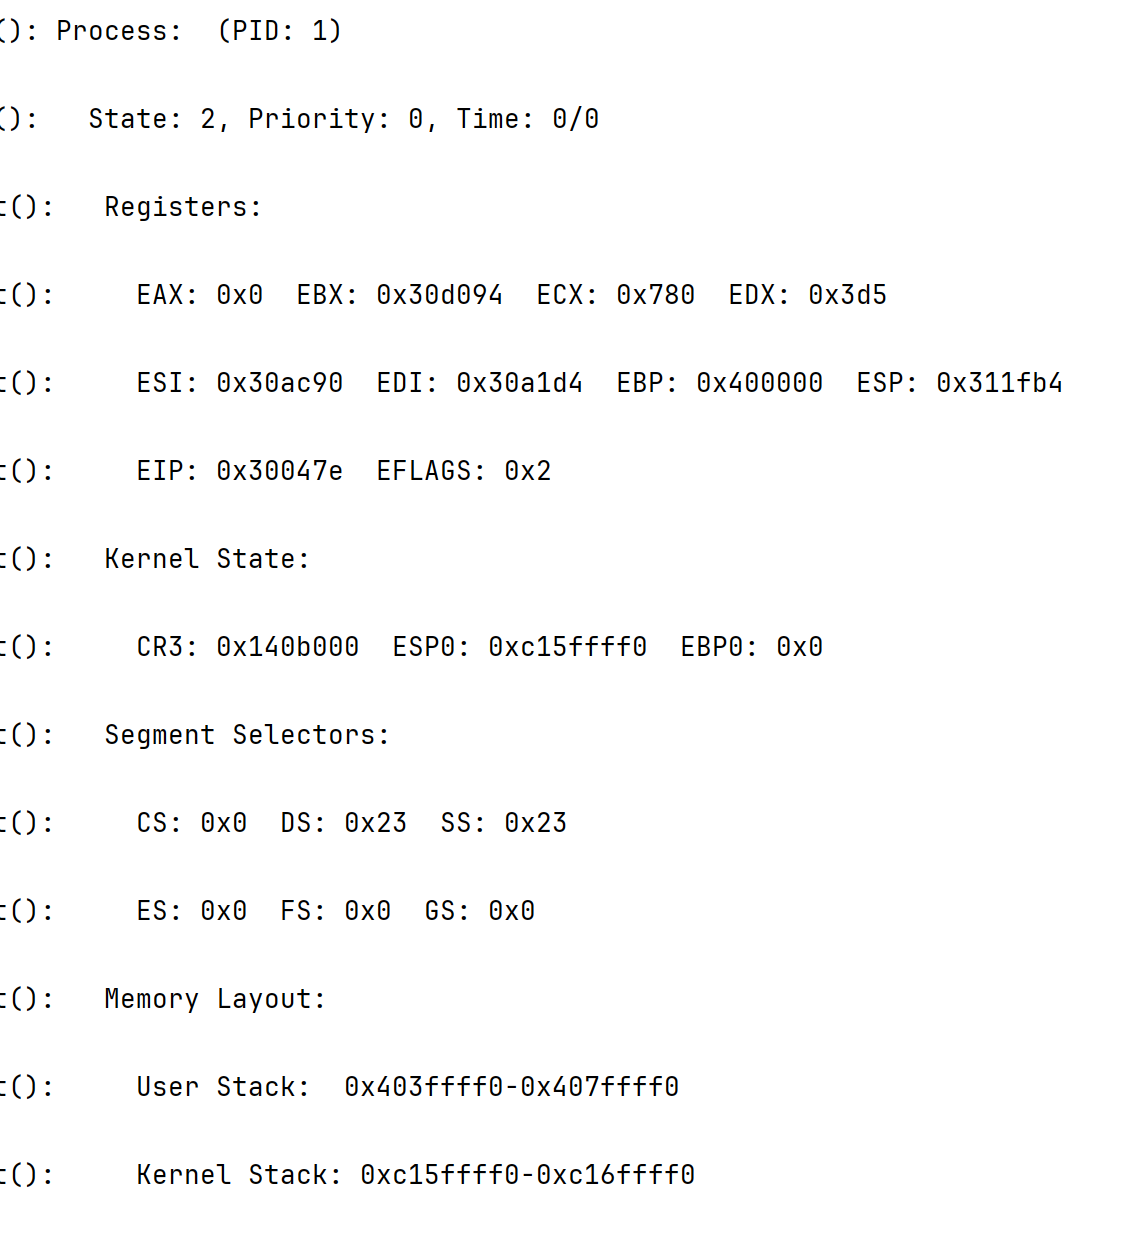 (): Process:  (PID: 1)
():   State: 2, Priority: 0, Time: 0/0
t():   Registers:
t():     EAX: 0x0  EBX: 0x30d094  ECX: 0x780  EDX: 0x3d5
t():     ESI: 0x30ac90  EDI: 0x30a1d4  EBP: 0x400000  ESP: 0x311fb4
t():     EIP: 0x30047e  EFLAGS: 0x2
t():   Kernel State:
t():     CR3: 0x140b000  ESP0: 0xc15ffff0  EBP0: 0x0
t():   Segment Selectors:
t():     CS: 0x0  DS: 0x23  SS: 0x23
t():     ES: 0x0  FS: 0x0  GS: 0x0
t():   Memory Layout:
t():     User Stack:  0x403ffff0-0x407ffff0
t():     Kernel Stack: 0xc15ffff0-0xc16ffff0